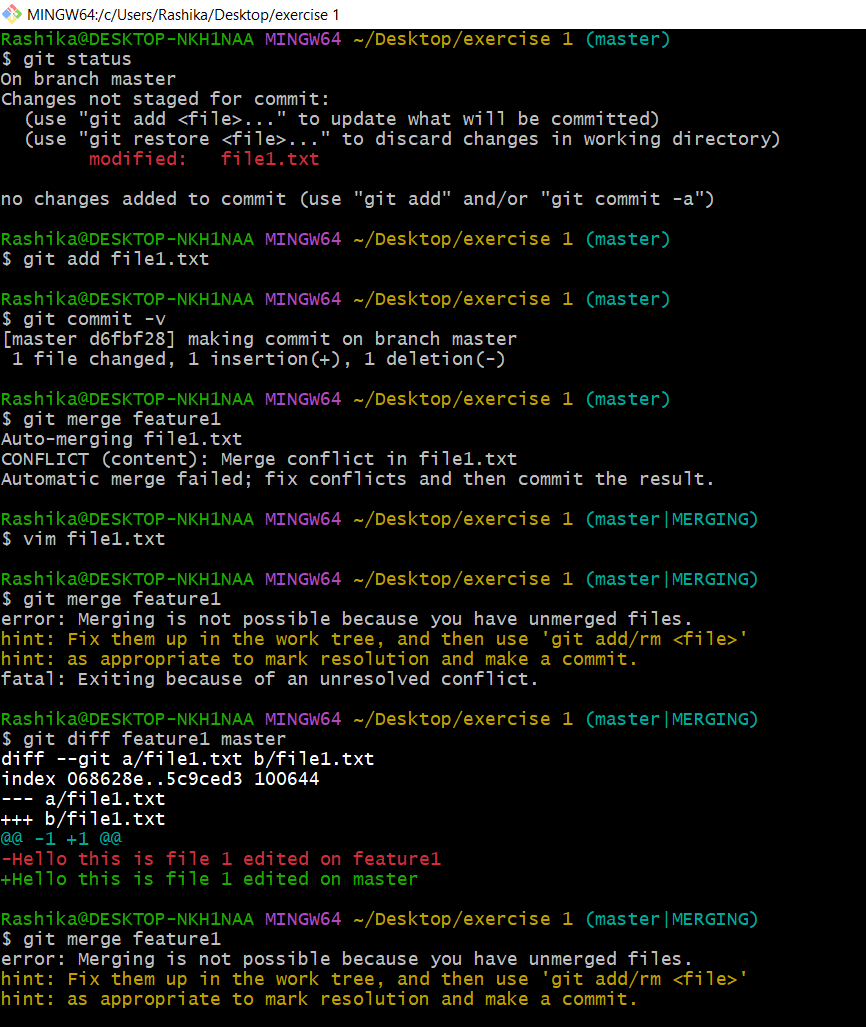 MINGW64:/c/Users/Rashika/Desktop/exercise 1
Rashika@DESKTOP-NKH1NAA MINGW64 ~/Desktop/exercise 1 (master)
$ git status
On branch master
Changes not staged for commit:
  (use "git add <file>..." to update what will be committed)
  (use "git restore <file>..." to discard changes in working directory)
        modified:   file1.txt

no changes added to commit (use "git add" and/or "git commit -a")

Rashika@DESKTOP-NKH1NAA MINGW64 ~/Desktop/exercise 1 (master)
$ git add file1.txt

Rashika@DESKTOP-NKH1NAA MINGW64 ~/Desktop/exercise 1 (master)
$ git commit -v
[master d6fbf28] making commit on branch master
 1 file changed, 1 insertion(+), 1 deletion(-)

Rashika@DESKTOP-NKH1NAA MINGW64 ~/Desktop/exercise 1 (master)
$ git merge feature1
Auto-merging file1.txt
CONFLICT (content): Merge conflict in file1.txt
Automatic merge failed; fix conflicts and then commit the result.

Rashika@DESKTOP-NKH1NAA MINGW64 ~/Desktop/exercise 1 (master|MERGING)
$ vim file1.txt

Rashika@DESKTOP-NKH1NAA MINGW64 ~/Desktop/exercise 1 (master|MERGING)
$ git merge feature1
error: Merging is not possible because you have unmerged files.
hint: Fix them up in the work tree, and then use 'git add/rm <file>'
hint: as appropriate to mark resolution and make a commit.
fatal: Exiting because of an unresolved conflict.

Rashika@DESKTOP-NKH1NAA MINGW64 ~/Desktop/exercise 1 (master|MERGING)
$ git diff feature1 master
diff --git a/file1.txt b/file1.txt
index 068628e..5c9ced3 100644
--- a/file1.txt
+++ b/file1.txt
@@ -1 +1 @@
-Hello this is file 1 edited on feature1
+Hello this is file 1 edited on master

Rashika@DESKTOP-NKH1NAA MINGW64 ~/Desktop/exercise 1 (master|MERGING)
$ git merge feature1
error: Merging is not possible because you have unmerged files.
hint: Fix them up in the work tree, and then use 'git add/rm <file>'
hint: as appropriate to mark resolution and make a commit.